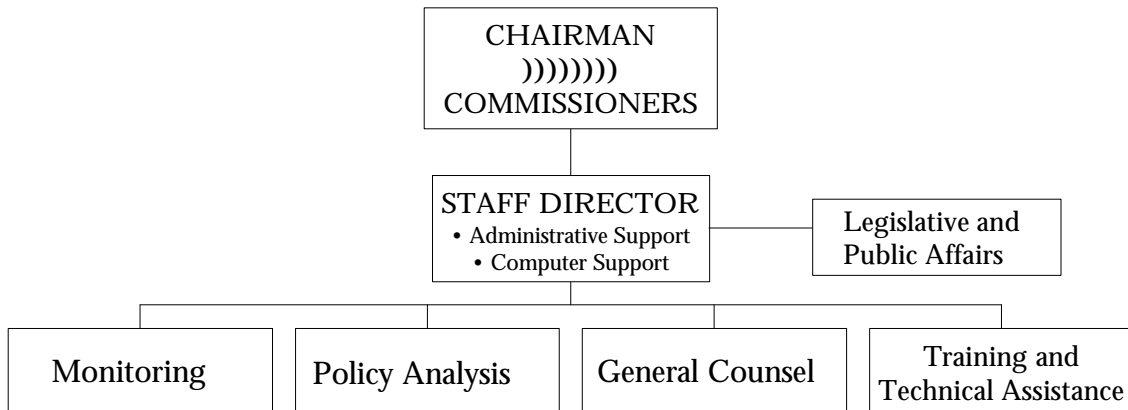 CHAIRMAN
))))))))
COMMISSIONERS
STAFF DIRECTOR
• Administrative Support
• Computer Support
Legislative and
Public Affairs
Monitoring
Policy Analysis
General Counsel
Training and
Technical Assistance